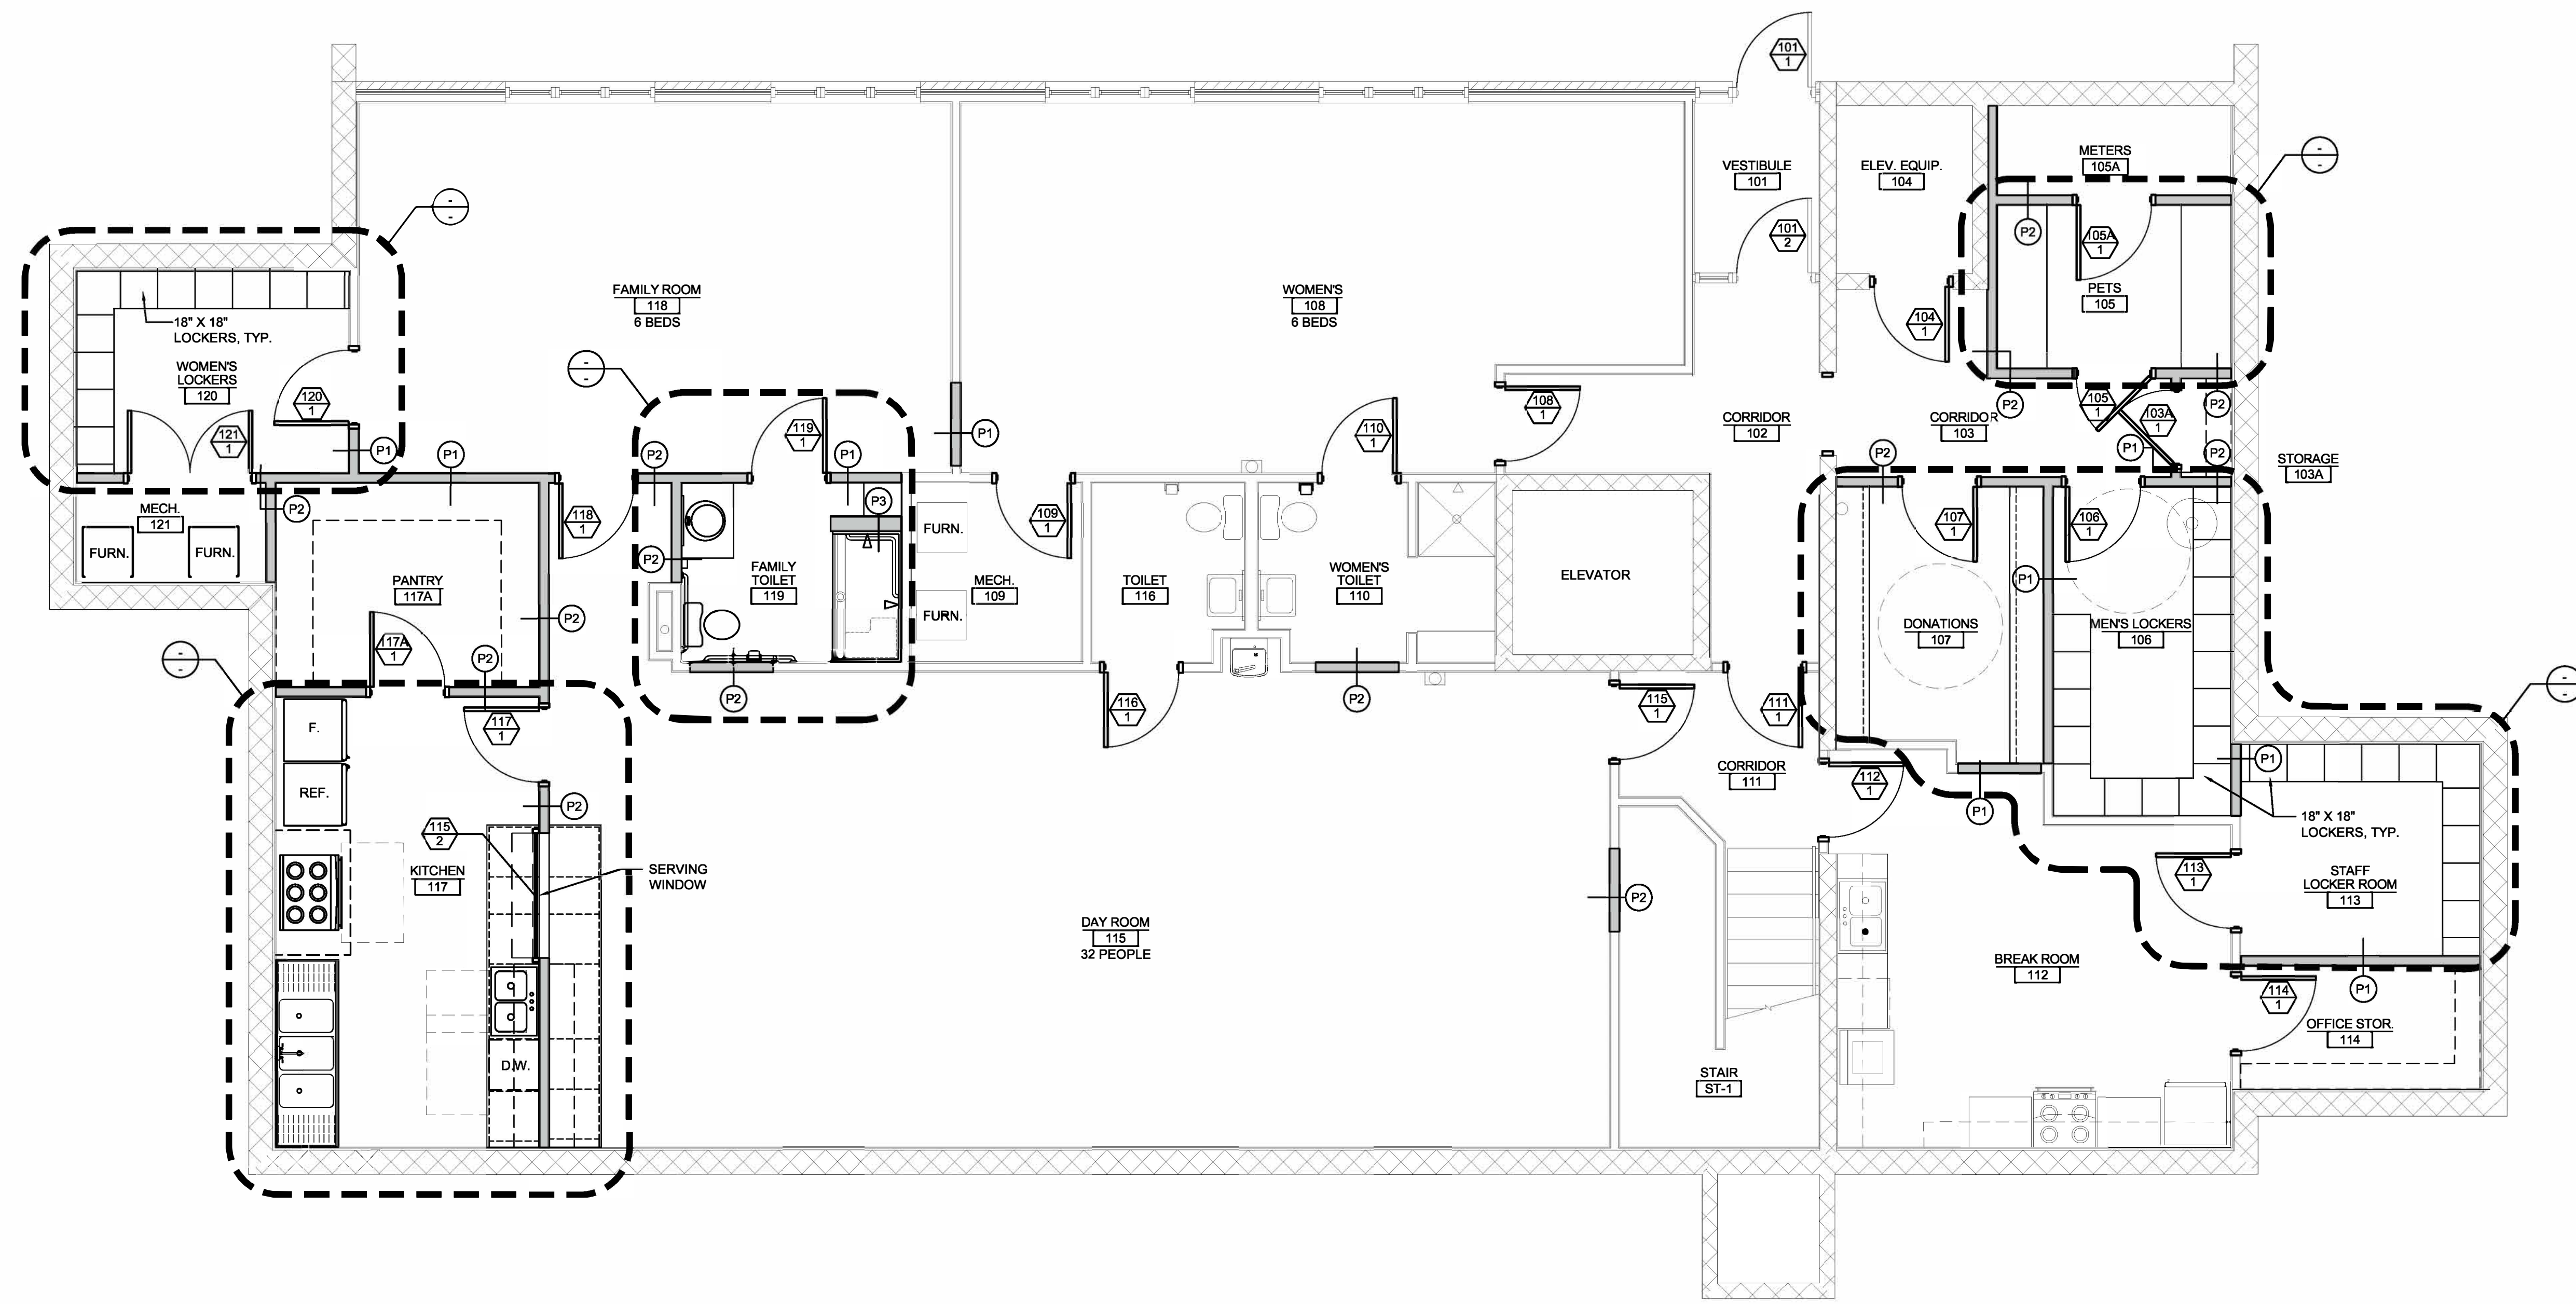 101
1
METERS
105A
VESTIBULE
101
ELEV. EQUIP.
104
-
-
-
-
101
2
P2
105A
1
PETS
105
FAMILY ROOM
118
6 BEDS
WOMEN'S
108
6 BEDS
18" X 18"
LOCKERS, TYP.
104
1
WOMEN'S
LOCKERS
120
-
-
120
1
108
1
P2
105
1
103A
1
P2
CORRIDOR
102
CORRIDOR
103
121
1
P1
P1
P2
119
1
P1
P1
110
1
P2
P1
P2
STORAGE
103A
MECH.
121
P2
118
1
P3
109
1
107
1
106
1
FURN.
FURN.
FURN.
P2
FAMILY
TOILET
119
MECH.
109
TOILET
116
WOMEN'S
TOILET
110
ELEVATOR
P1
PANTRY
117A
P2
FURN.
DONATIONS
107
MEN'S LOCKERS
106
117A
1
-
-
P2
-
-
P2
P2
116
1
115
1
111
1
117
1
F.
REF.
P2
CORRIDOR
111
112
1
P1
P1
18" X 18"
LOCKERS, TYP.
115
2
KITCHEN
117
SERVING
WINDOW
113
1
STAFF
LOCKER ROOM
113
P2
DAY ROOM
115
32 PEOPLE
BREAK ROOM
112
P1
114
1
OFFICE STOR.
114
D.W.
STAIR
ST-1